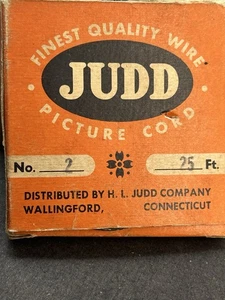 FINEST QUALITY WIRE
JUDD
PICTURE CORD
No. 2 25 Ft.
DISTRIBUTED BY H. L. JUDD COMPANY
WALLINGFORD, CONNECTICUT